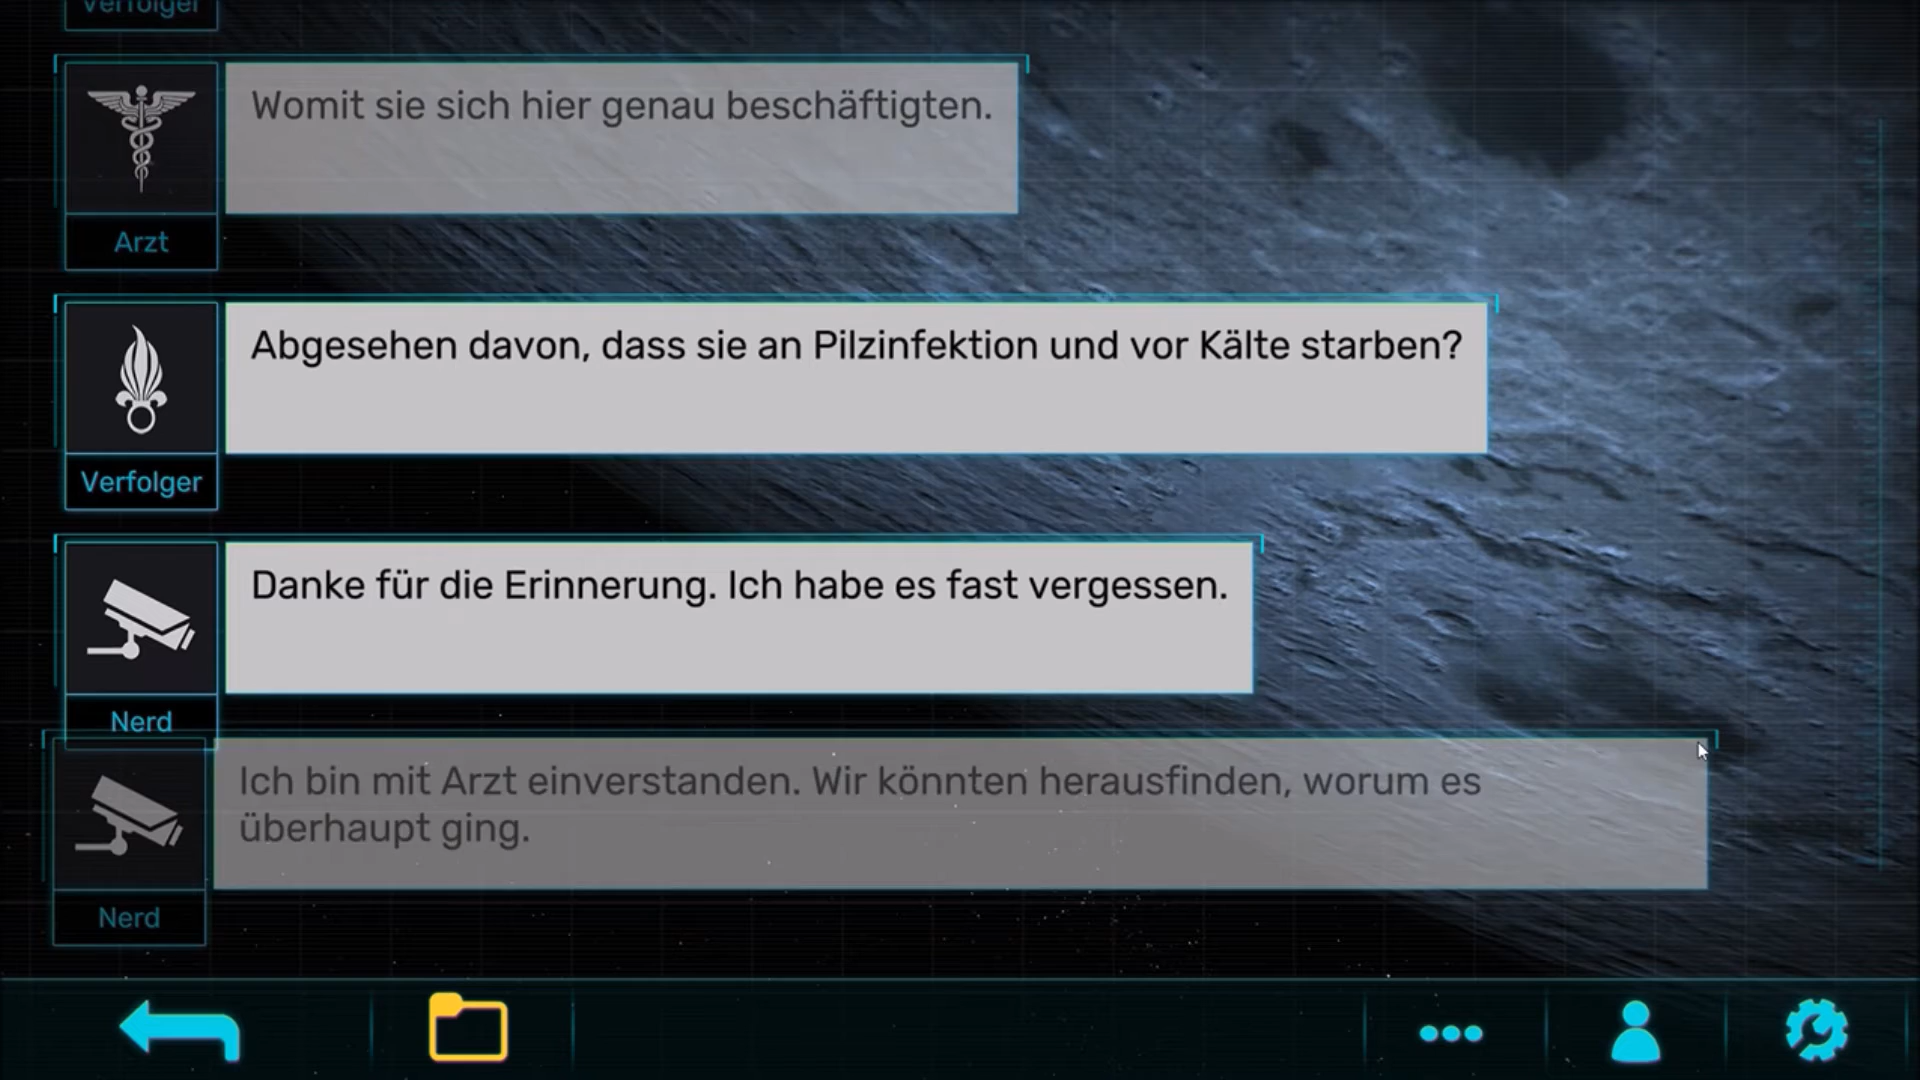 Verfolger
Womit sie sich hier genau beschäftigten.
Arzt
Abgesehen davon, dass sie an Pilzinfektion und vor Kälte starben?
Verfolger
Danke für die Erinnerung. Ich habe es fast vergessen.
Nerd
Ich bin mit Arzt einverstanden. Wir könnten herausfinden, worum es
überhaupt ging.
Nerd